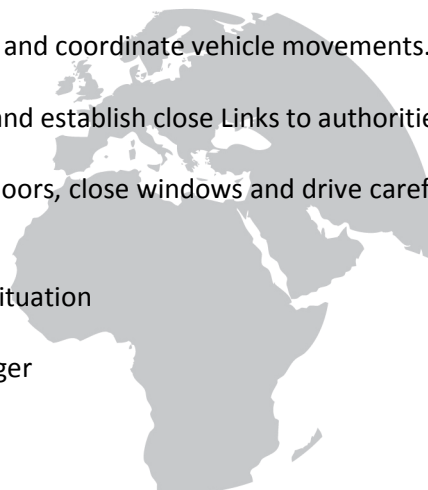 and coordinate vehicle movements.
and establish close Links to authoritie
oors, close windows and drive caref
ituation
ger